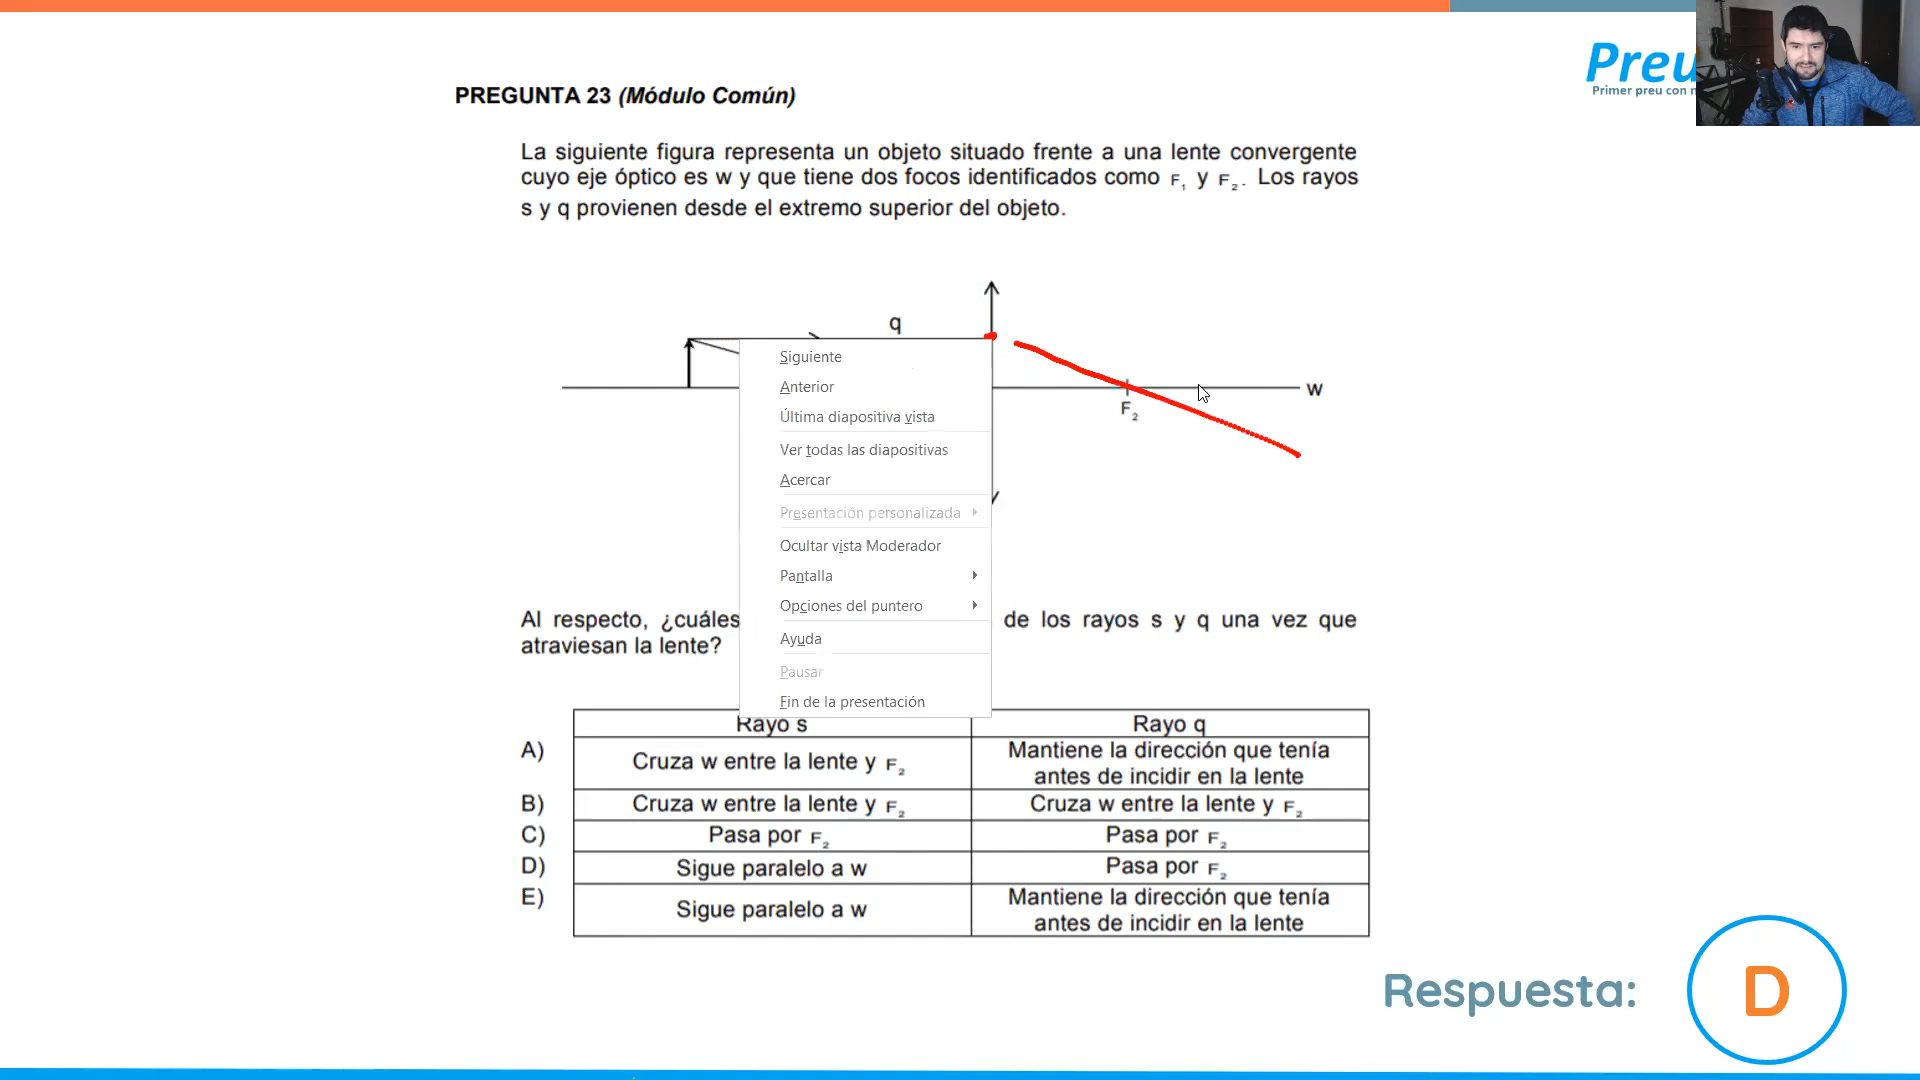 Preu
Primer preu con
PREGUNTA 23 (Módulo Común)
La siguiente figura representa un objeto situado frente a una lente convergente
cuyo eje óptico es w y que tiene dos focos identificados como F₁ y F₂. Los rayos
s y q provienen desde el extremo superior del objeto.
q
w
F₂
Siguiente
Anterior
Última diapositiva vista
Ver todas las diapositivas
Acercar
Presentación personalizada
Ocultar vista Moderador
Pantalla
Opciones del puntero
Ayuda
Pausar
Fin de la presentación
Al respecto, ¿cuáles de los rayos s y q una vez que
atraviesan la lente?
Rayo s Rayo q
A) Cruza w entre la lente y F₂ Mantiene la dirección que tenía
antes de incidir en la lente
B) Cruza w entre la lente y F₂ Cruza w entre la lente y F₂
C) Pasa por F₂ Pasa por F₂
D) Sigue paralelo a w Pasa por F₂
E) Sigue paralelo a w Mantiene la dirección que tenía
antes de incidir en la lente
Respuesta: D